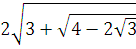 2√(3 + √(4 − 2√3))